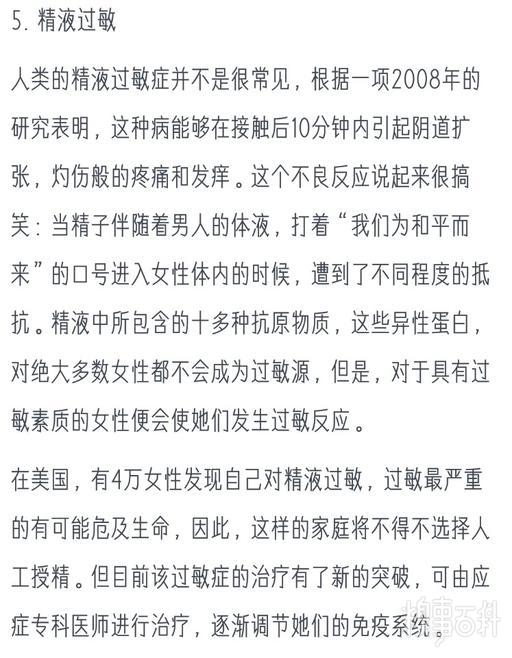 5. 精液过敏
人类的精液过敏症并不是很常见，根据一项2008年的
研究表明，这种病能够在接触后10分钟内引起阴道扩
张，灼伤般的疼痛和发痒。这个不良反应说起来很搞
笑：当精子伴随着男人的体液，打着“我们为和平而
来”的口号进入女性体内的时候，遭到了不同程度的抵
抗。精液中所包含的十多种抗原物质，这些异性蛋白，
对绝大多数女性都不会成为过敏源，但是，对于具有过
敏素质的女性便会使她们发生过敏反应。
在美国，有4万女性发现自己对精液过敏，过敏最严重
的有可能危及生命，因此，这样的家庭将不得不选择人
工授精。但目前该过敏症的治疗有了新的突破，可由应
症专科医师进行治疗，逐渐调节她们的免疫系统。
糗事百科